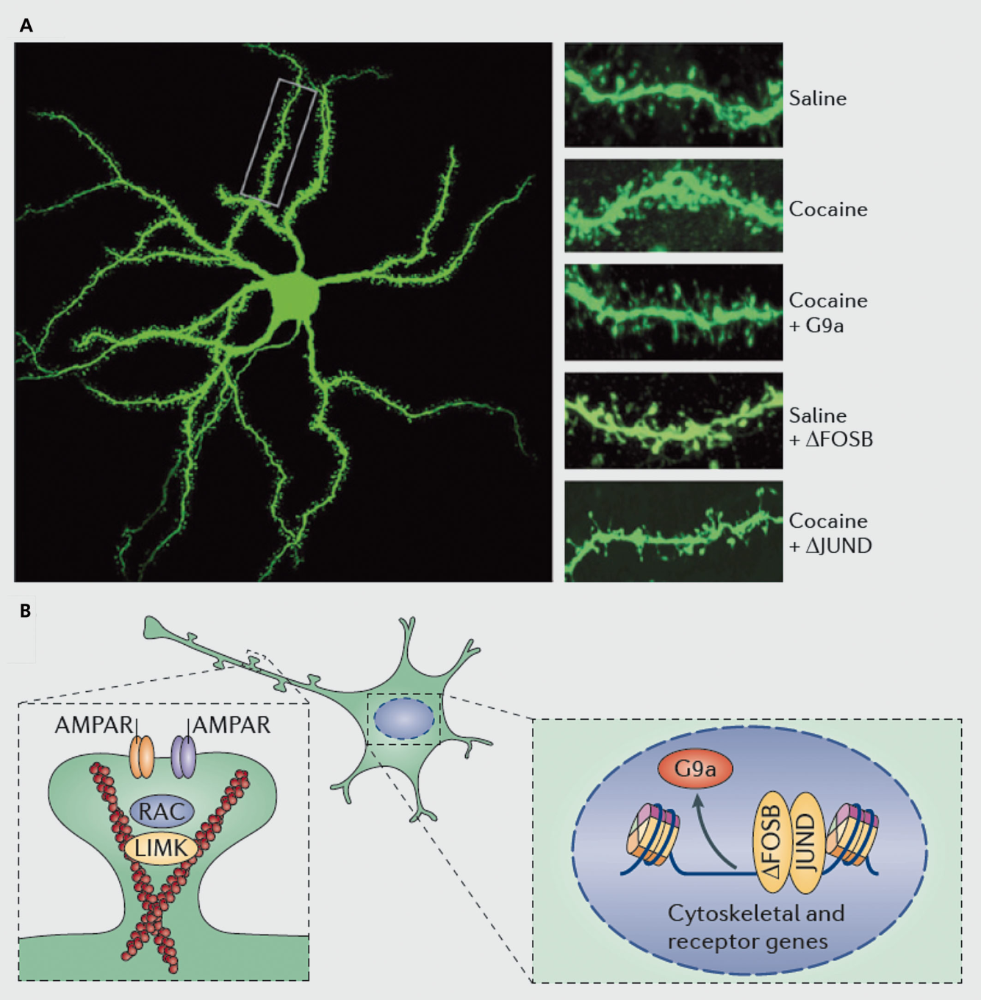 A
Saline
Cocaine
Cocaine
+ G9a
Saline
+ ΔFOSB
Cocaine
+ ΔJUND
B
AMPAR
AMPAR
RAC
LIMK
G9a
ΔFOSB
JUND
Cytoskeletal and
receptor genes